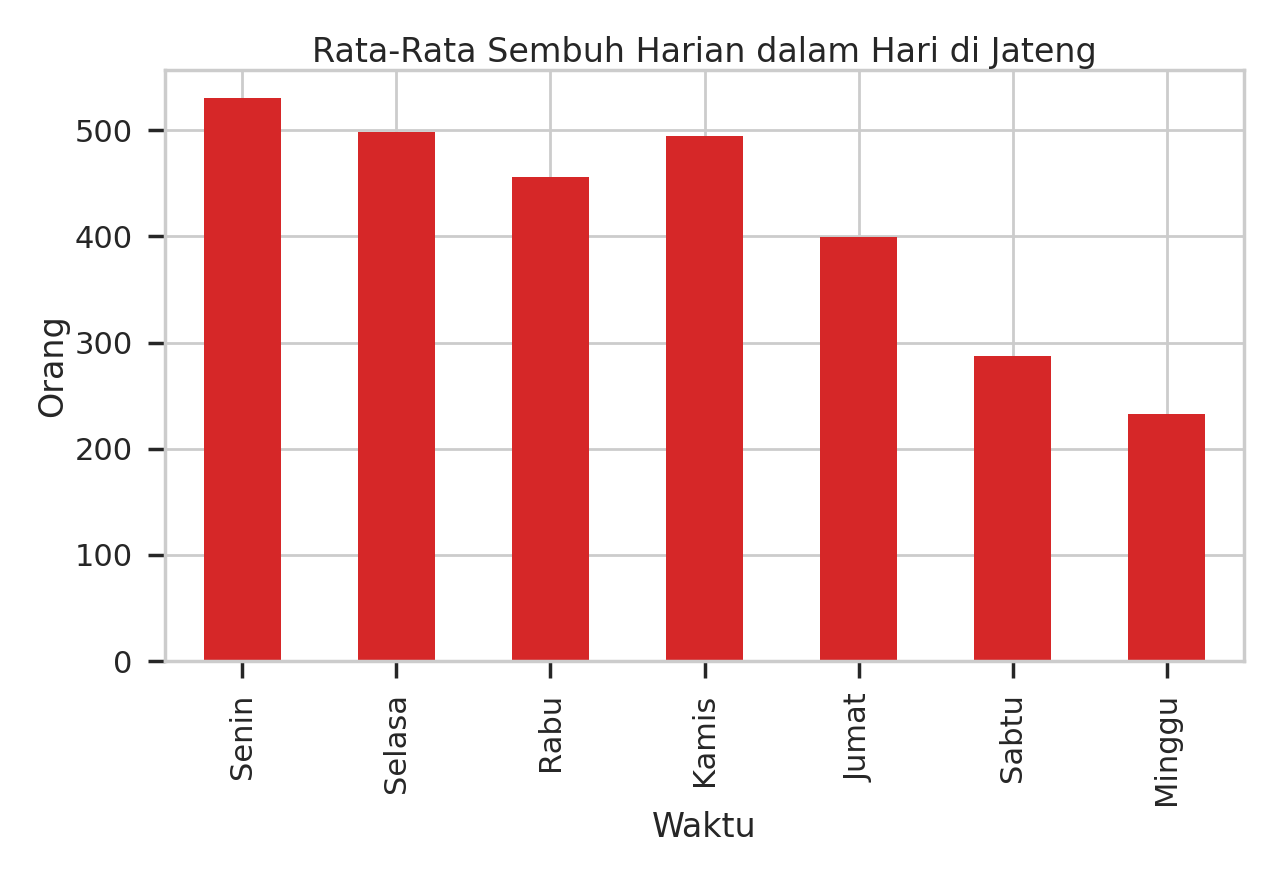 Rata-Rata Sembuh Harian dalam Hari di Jateng
Orang
500
400
300
200
100
0
Senin
Selasa
Rabu
Kamis
Jumat
Sabtu
Minggu
Waktu